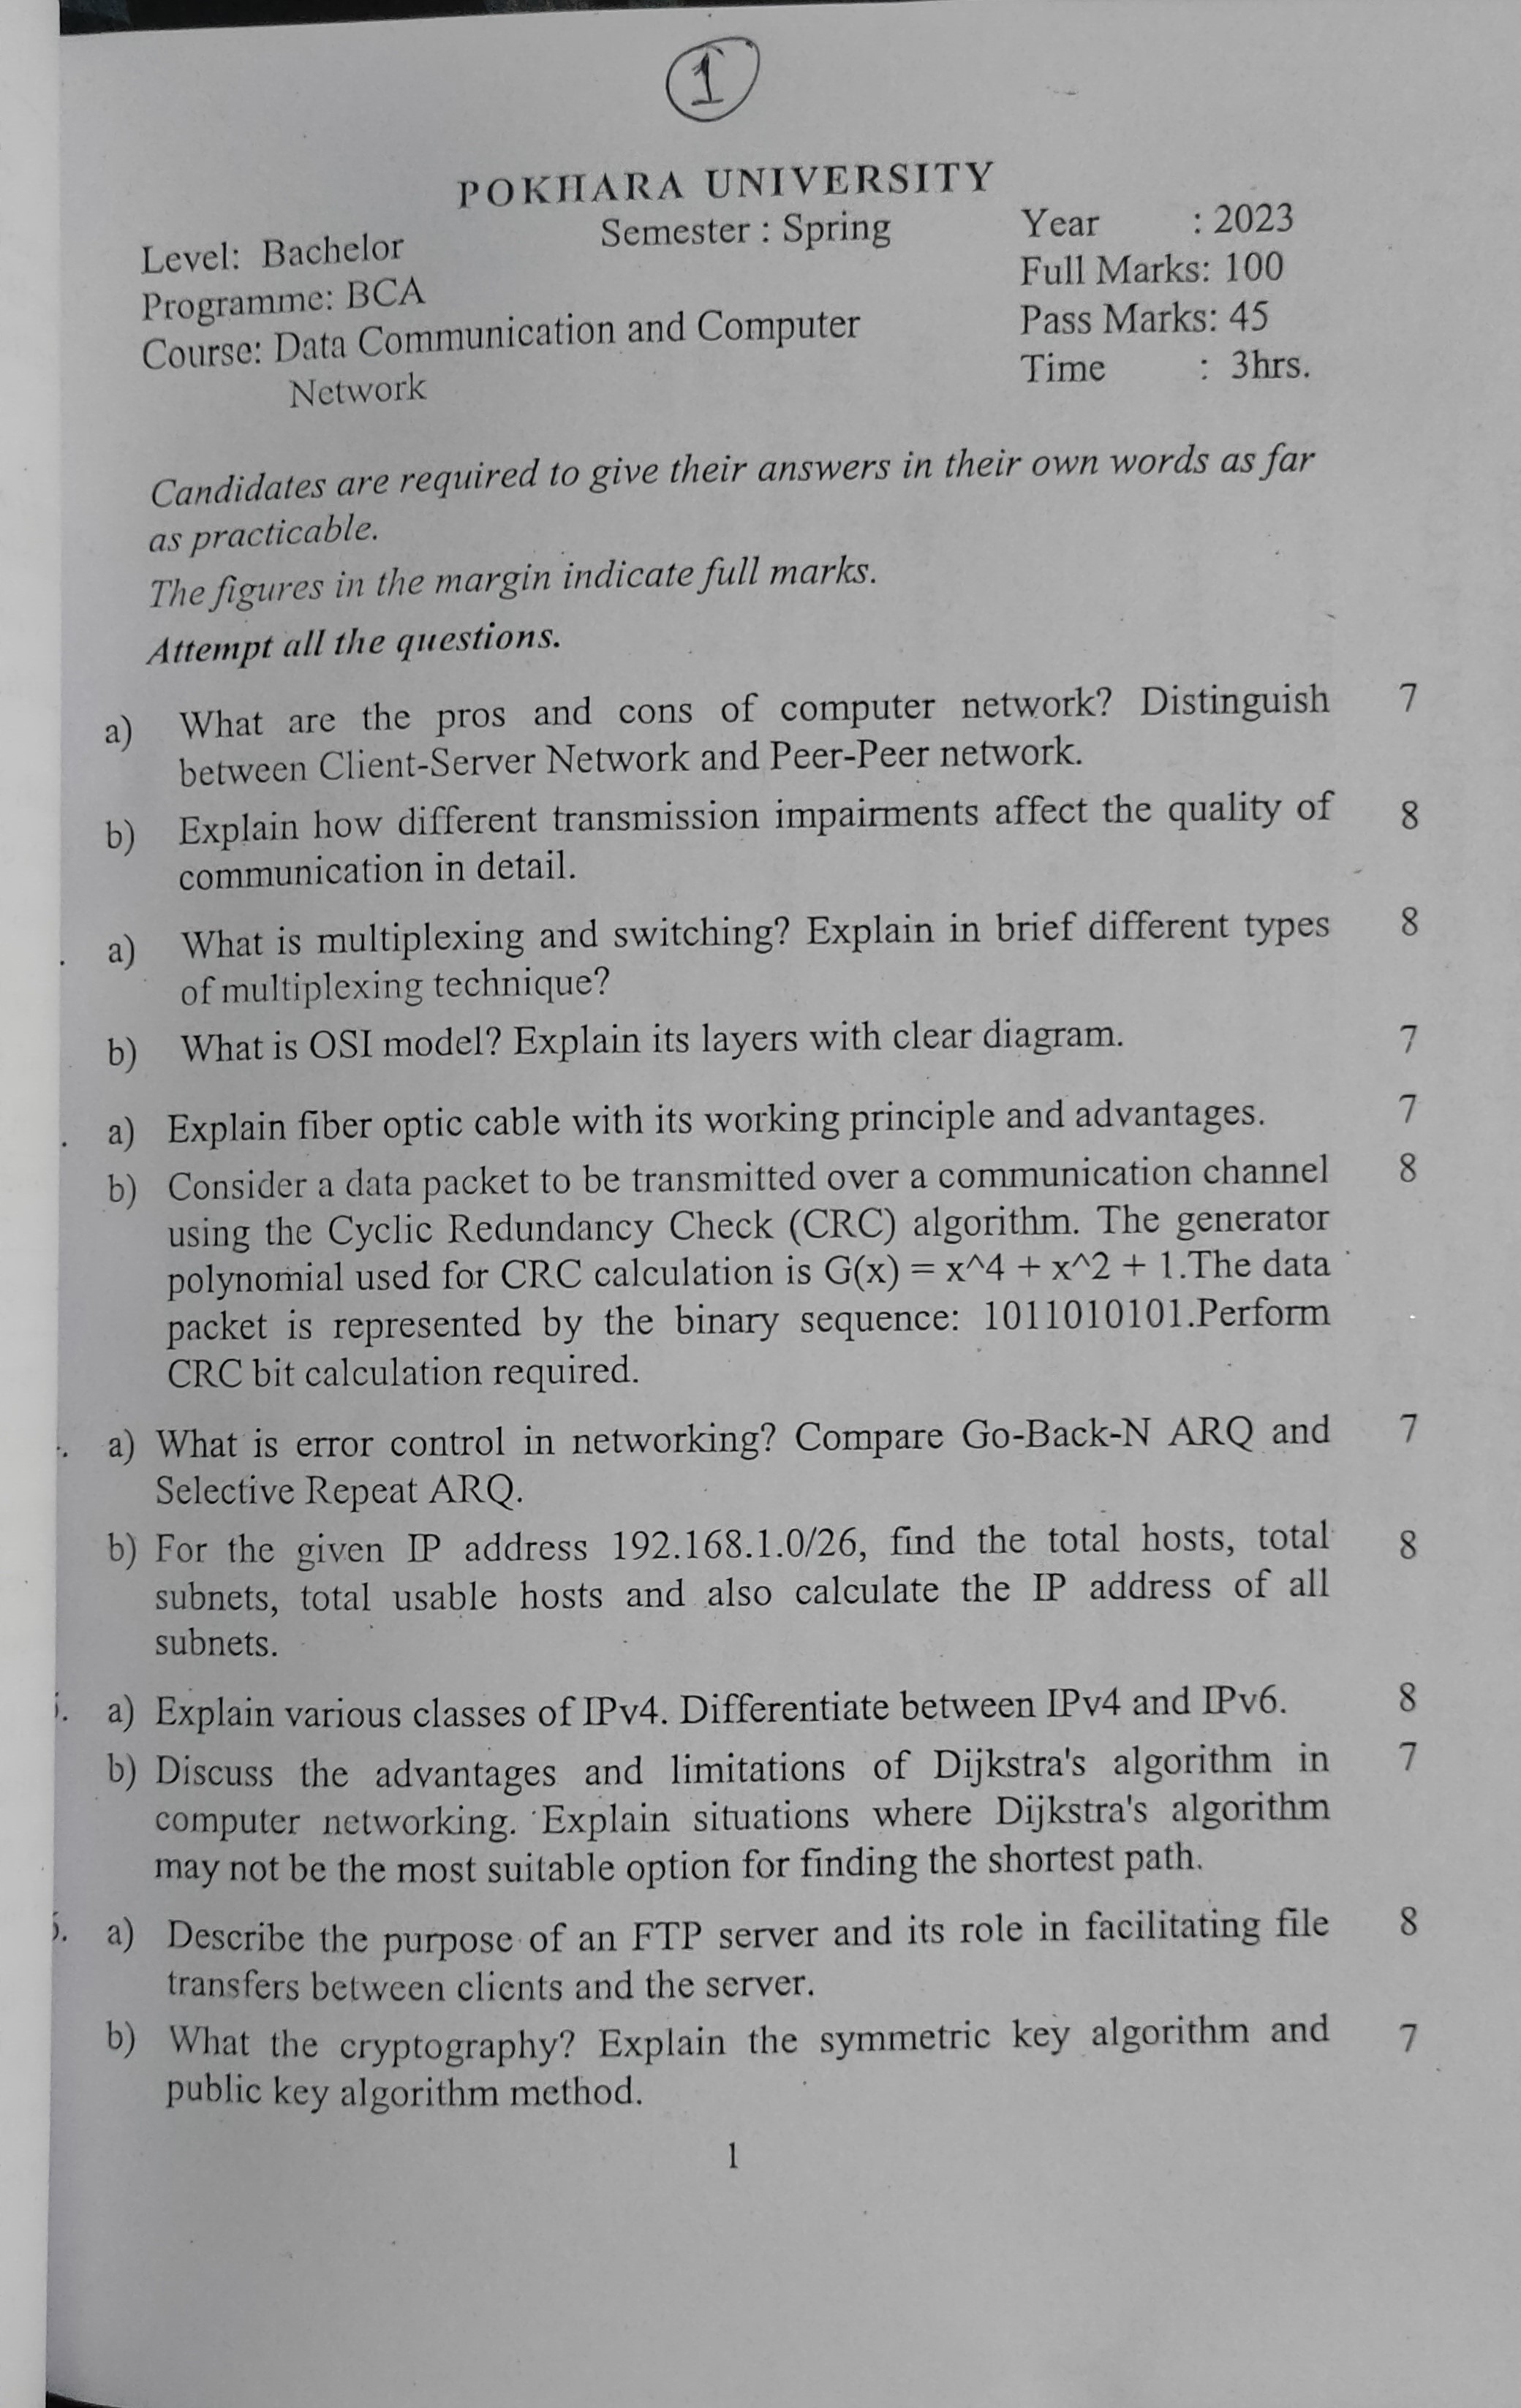 1
POKHARA UNIVERSITY
Level: Bachelor Semester : Spring Year : 2023
Programme: BCA Full Marks: 100
Course: Data Communication and Computer Pass Marks: 45
Network Time : 3hrs.
Candidates are required to give their answers in their own words as far
as practicable.
The figures in the margin indicate full marks.
Attempt all the questions.
a) What are the pros and cons of computer network? Distinguish 7
between Client-Server Network and Peer-Peer network.
b) Explain how different transmission impairments affect the quality of 8
communication in detail.
. a) What is multiplexing and switching? Explain in brief different types 8
of multiplexing technique?
b) What is OSI model? Explain its layers with clear diagram. 7
. a) Explain fiber optic cable with its working principle and advantages. 7
b) Consider a data packet to be transmitted over a communication channel 8
using the Cyclic Redundancy Check (CRC) algorithm. The generator
polynomial used for CRC calculation is G(x) = x^4 + x^2 + 1.The data
packet is represented by the binary sequence: 1011010101.Perform
CRC bit calculation required.
. a) What is error control in networking? Compare Go-Back-N ARQ and 7
Selective Repeat ARQ.
b) For the given IP address 192.168.1.0/26, find the total hosts, total 8
subnets, total usable hosts and also calculate the IP address of all
subnets.
. a) Explain various classes of IPv4. Differentiate between IPv4 and IPv6. 8
b) Discuss the advantages and limitations of Dijkstra's algorithm in 7
computer networking. Explain situations where Dijkstra's algorithm
may not be the most suitable option for finding the shortest path.
. a) Describe the purpose of an FTP server and its role in facilitating file 8
transfers between clients and the server.
b) What the cryptography? Explain the symmetric key algorithm and 7
public key algorithm method.
1